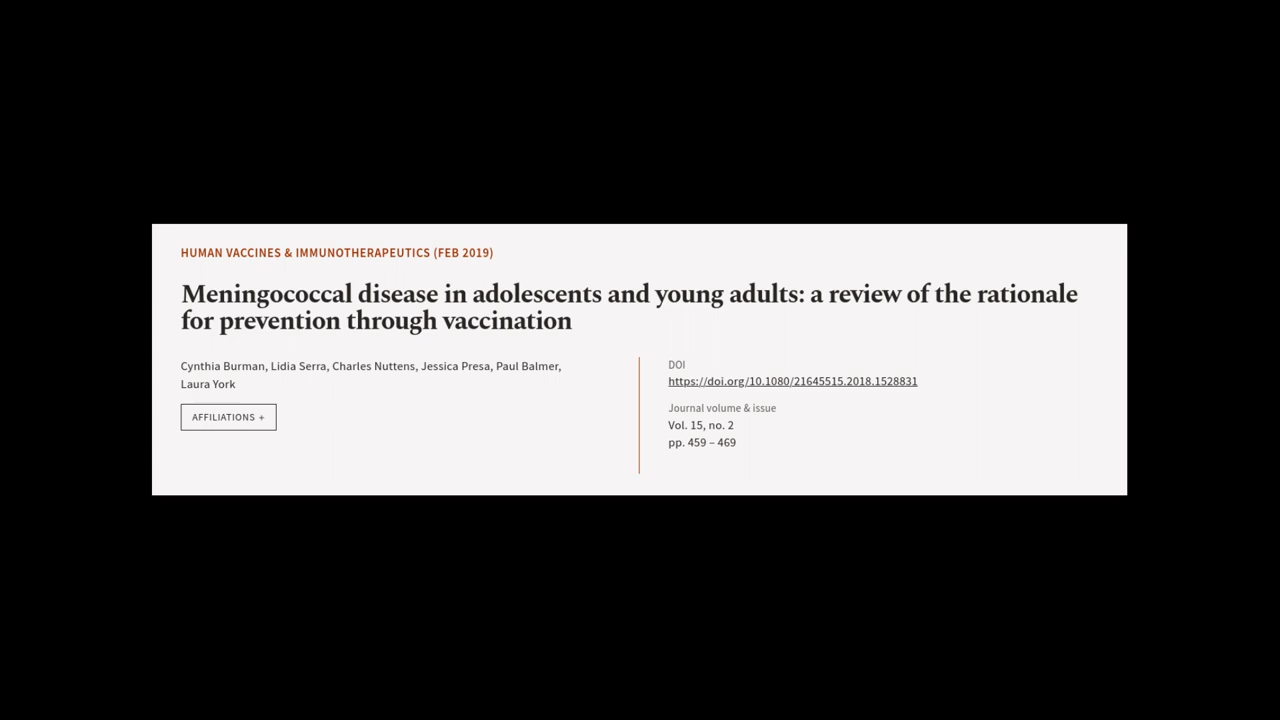 HUMAN VACCINES & IMMUNOTHERAPEUTICS (FEB 2019)
Meningococcal disease in adolescents and young adults: a review of the rationale
for prevention through vaccination
Cynthia Burman, Lidia Serra, Charles Nuttens, Jessica Presa, Paul Balmer,
Laura York
AFFILIATIONS +
DOI
https://doi.org/10.1080/21645515.2018.1528831
Journal volume & issue
Vol. 15, no. 2
pp. 459 – 469